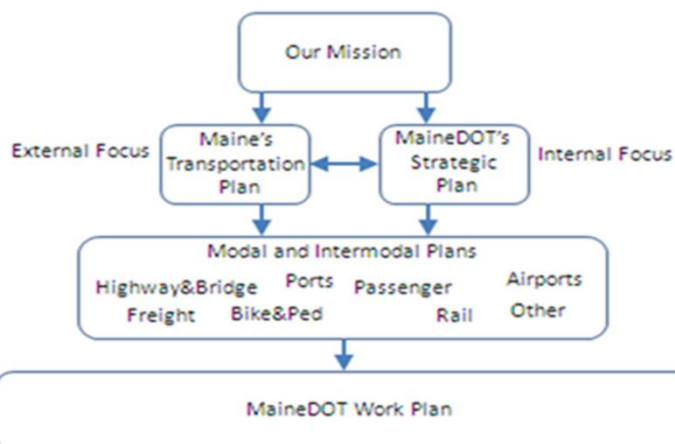 Our Mission
External Focus
Maine's
Transportation
Plan
MaineDOT's
Strategic
Plan
Internal Focus
Modal and Intermodal Plans
Highway&Bridge Ports Passenger Airports
Freight Bike&Ped Rail Other
MaineDOT Work Plan